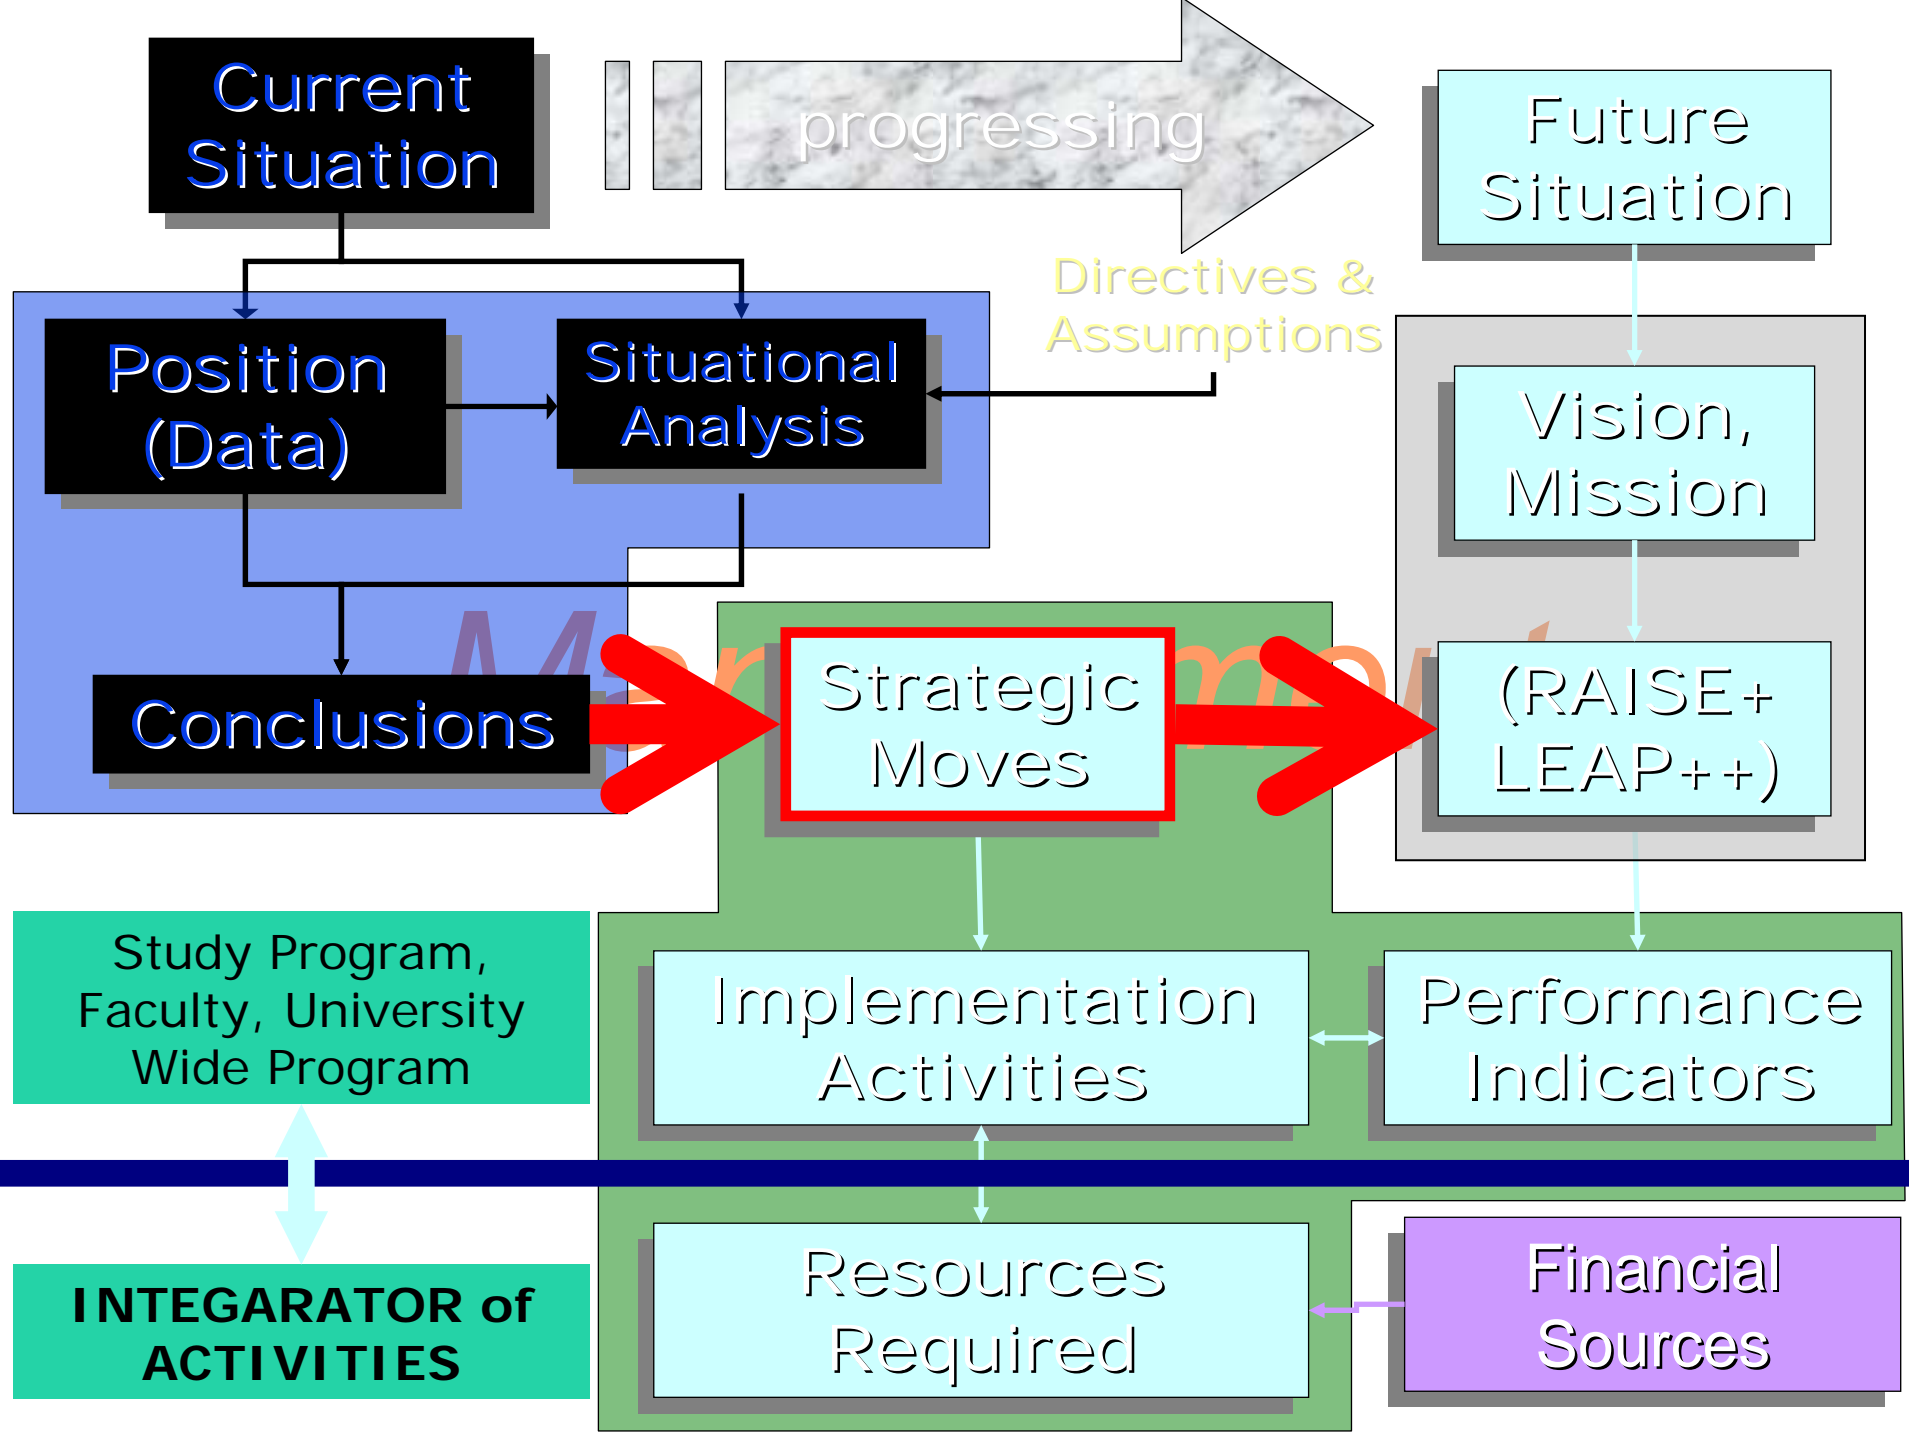 Current
Situation
progressing
Future
Situation
Directives &
Assumptions
Position
(Data)
Situational
Analysis
Vision,
Mission
Conclusions
Strategic
Moves
(RAISE+
LEAP++)
Study Program,
Faculty, University
Wide Program
Implementation
Activities
Performance
Indicators
INTEGARATOR of
ACTIVITIES
Resources
Required
Financial
Sources